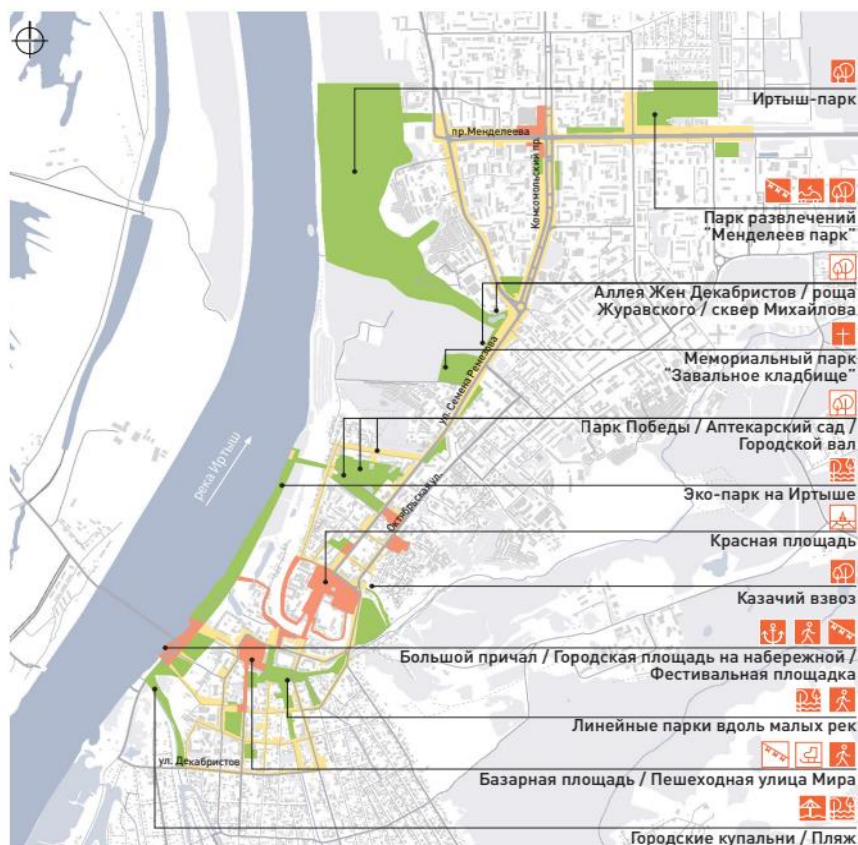 Иртыш-парк
пр.Менделеева
Комсомольский пр.
Парк развлечений
"Менделеев парк"
Аллея Жен Декабристов / роща
Журавского / сквер Михайлова
Мемориальный парк
"Завальное кладбище"
ул. Семена Ремезова
Парк Победы / Аптекарский сад /
Городской вал
река Иртыш
Эко-парк на Иртыше
Октябрьская ул.
Красная площадь
Казачий взвоз
Большой причал / Городская площадь на набережной /
Фестивальная площадка
Линейные парки вдоль малых рек
ул. Декабристов
Базарная площадь / Пешеходная улица Мира
Городские купальни / Пляж